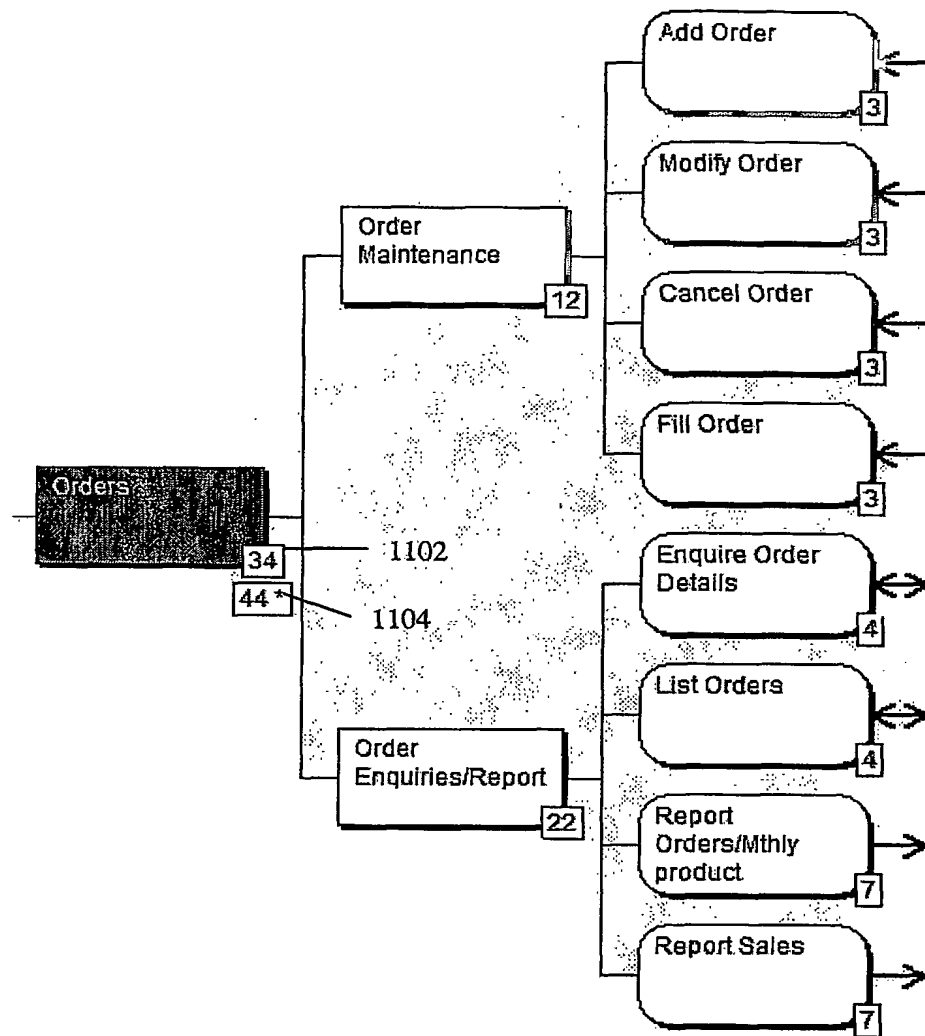 Add Order
3
Modify Order
3
Order
Maintenance
12
Cancel Order
3
Fill Order
3
Orders
34
1102
44 *
1104
Enquire Order
Details
4
List Orders
4
Order
Enquiries/Report
22
Report
Orders/Mthly
product
7
Report Sales
7